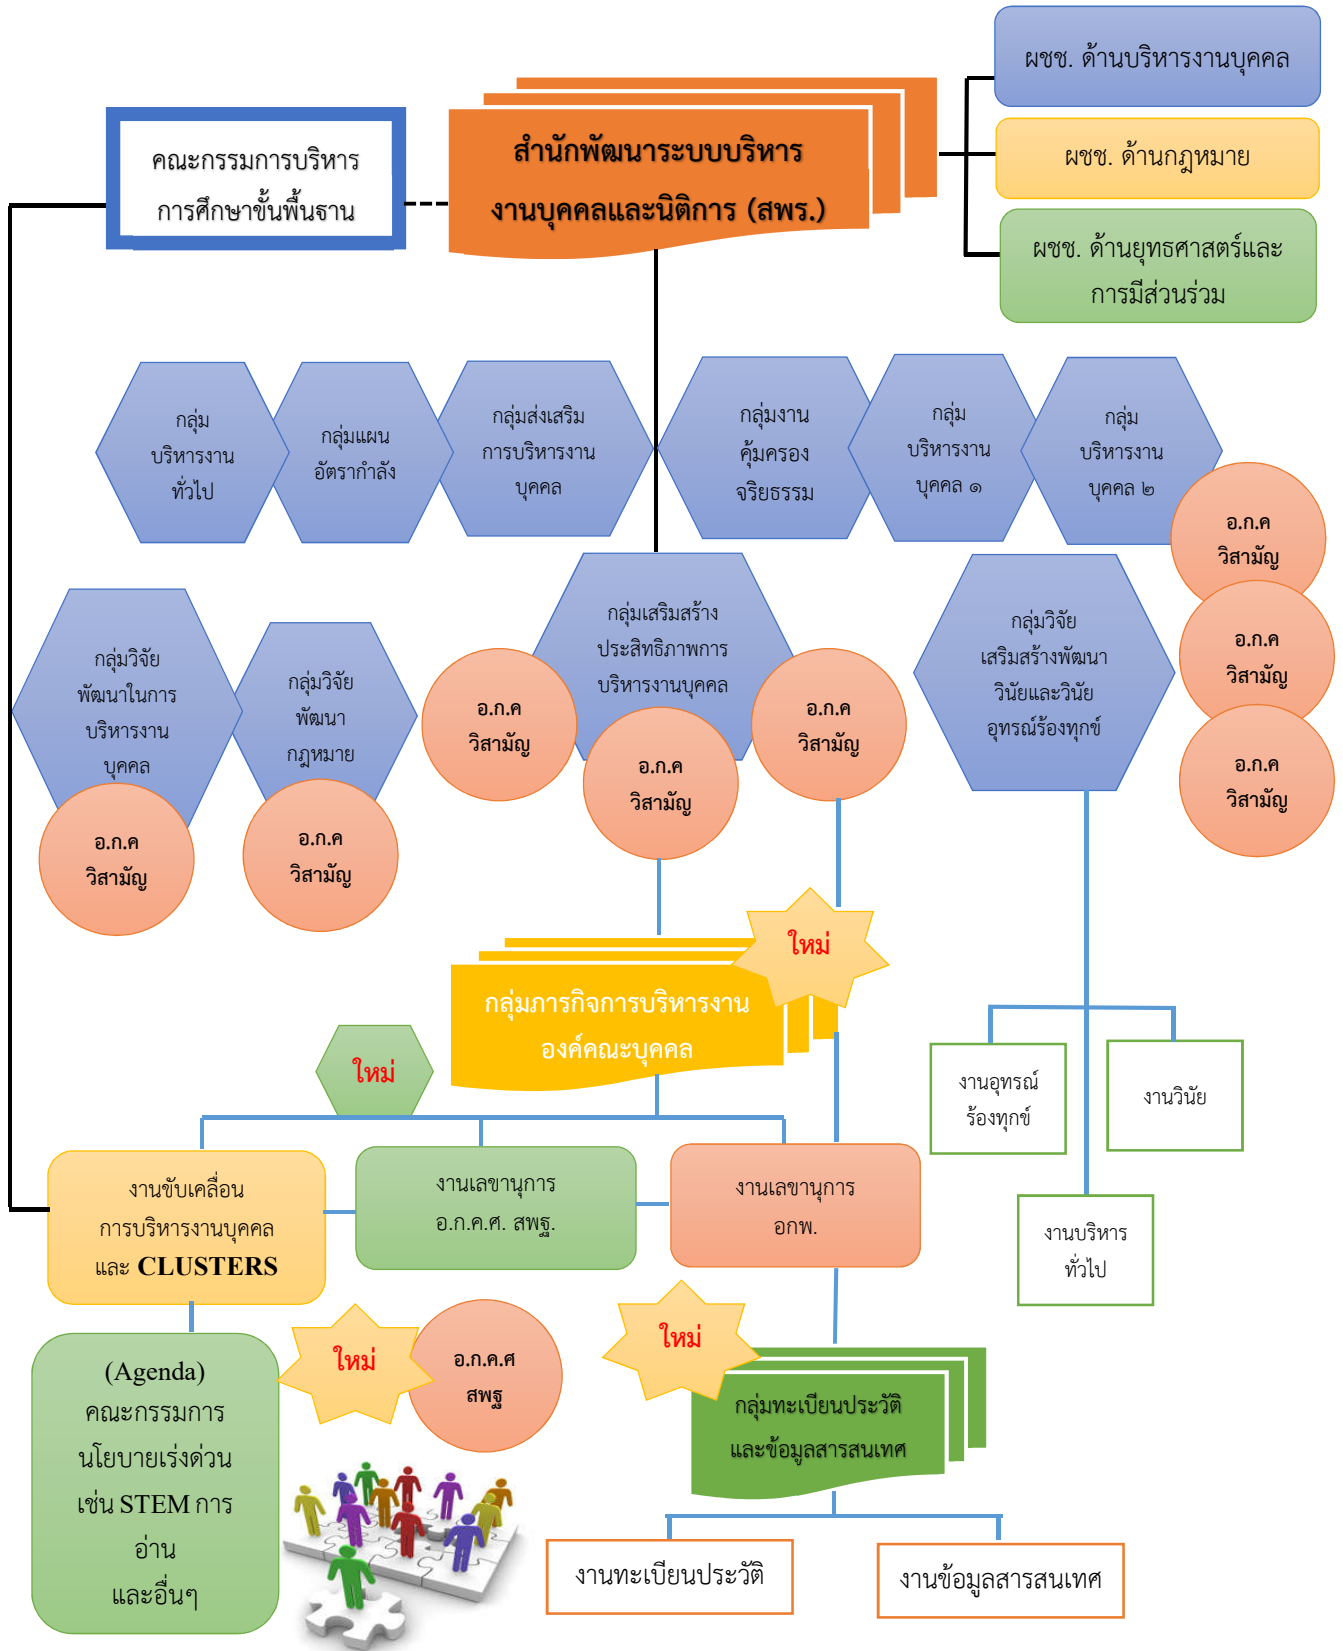 ผชช. ด้านบริหารงานบุคคล
คณะกรรมการบริหาร
การศึกษาขั้นพื้นฐาน
สำนักพัฒนาระบบบริหาร
งานบุคคลและนิติการ (สพร.)
ผชช. ด้านกฎหมาย
ผชช. ด้านยุทธศาสตร์และ
การมีส่วนร่วม
กลุ่ม
บริหารงาน
ทั่วไป
กลุ่มแผน
อัตรากำลัง
กลุ่มส่งเสริม
การบริหารงาน
บุคคล
กลุ่มงาน
คุ้มครอง
จริยธรรม
กลุ่ม
บริหารงาน
บุคคล ๑
กลุ่ม
บริหารงาน
บุคคล ๒
อ.ก.ค
วิสามัญ
อ.ก.ค
วิสามัญ
อ.ก.ค
วิสามัญ
กลุ่มวิจัย
พัฒนาในการ
บริหารงาน
บุคคล
อ.ก.ค
วิสามัญ
กลุ่มวิจัย
พัฒนา
กฎหมาย
อ.ก.ค
วิสามัญ
กลุ่มเสริมสร้าง
ประสิทธิภาพการ
บริหารงานบุคคล
อ.ก.ค
วิสามัญ
อ.ก.ค
วิสามัญ
อ.ก.ค
วิสามัญ
กลุ่มวิจัย
เสริมสร้างพัฒนา
วินัยและวินัย
อุทรณ์ร้องทุกข์
ใหม่
กลุ่มภารกิจการบริหารงาน
องค์คณะบุคคล
ใหม่
งานอุทรณ์
ร้องทุกข์
งานวินัย
งานบริหาร
ทั่วไป
งานขับเคลื่อน
การบริหารงานบุคคล
และ CLUSTERS
งานเลขานุการ
อ.ก.ค.ศ. สพฐ.
งานเลขานุการ
อกพ.
(Agenda)
คณะกรรมการ
นโยบายเร่งด่วน
เช่น STEM การ
อ่าน
และอื่นๆ
ใหม่
อ.ก.ค.ศ
สพฐ
ใหม่
กลุ่มทะเบียนประวัติ
และข้อมูลสารสนเทศ
งานทะเบียนประวัติ
งานข้อมูลสารสนเทศ